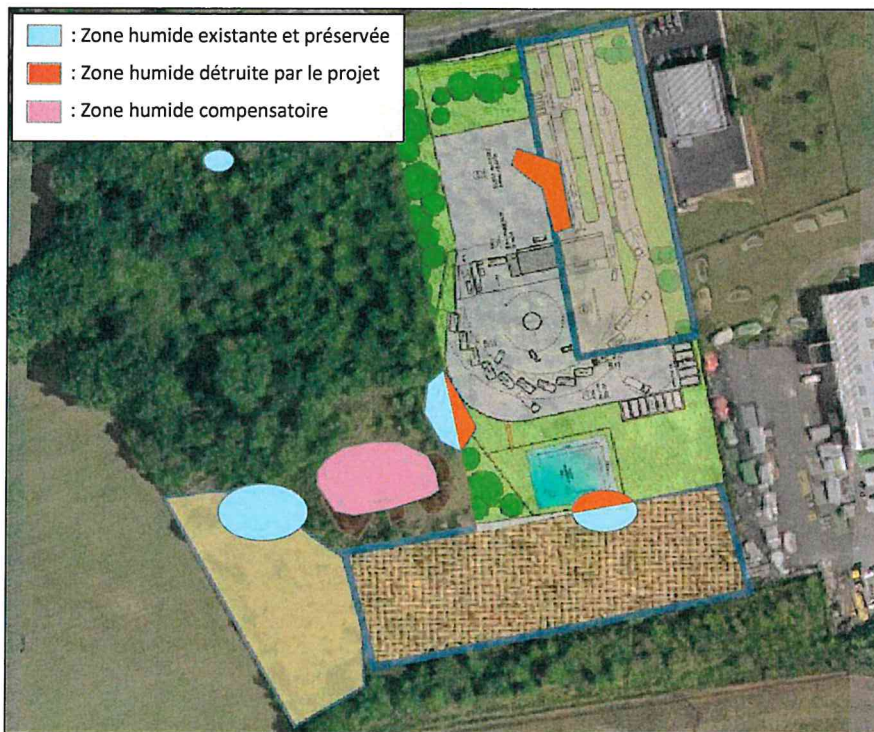 : Zone humide existante et préservée
: Zone humide détruite par le projet
: Zone humide compensatoire